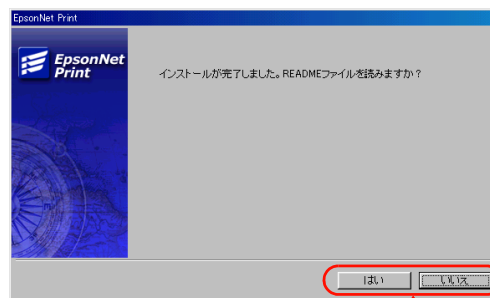 EpsonNet Print
EpsonNet
Print
インストールが完了しました。READMEファイルを読みますか？
はい
いいえ